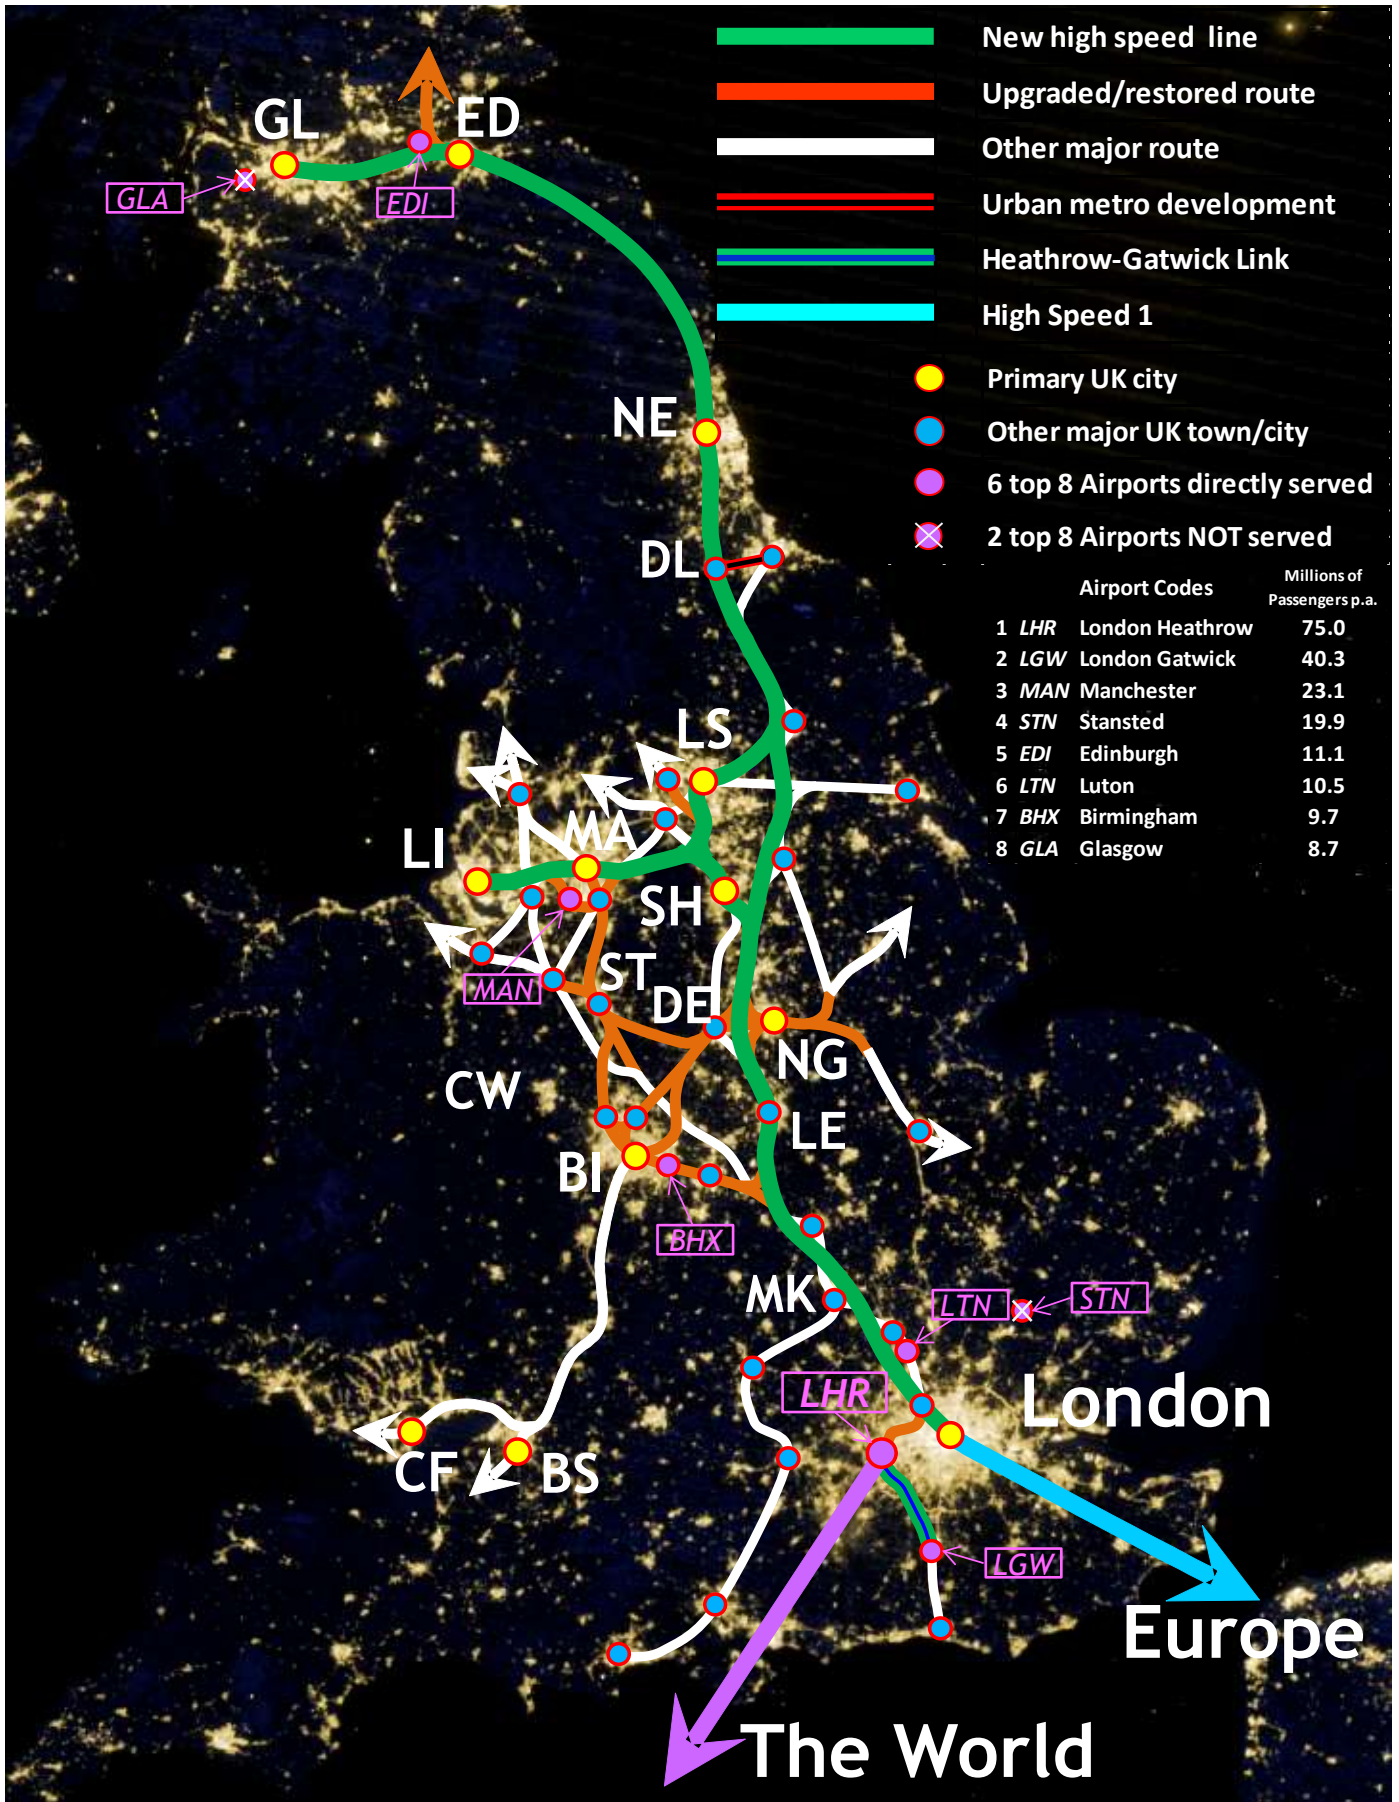 New high speed line
Upgraded/restored route
Other major route
Urban metro development
Heathrow-Gatwick Link
High Speed 1
Primary UK city
Other major UK town/city
6 top 8 Airports directly served
2 top 8 Airports NOT served
Airport Codes Millions of Passengers p.a.
1 LHR London Heathrow 75.0
2 LGW London Gatwick 40.3
3 MAN Manchester 23.1
4 STN Stansted 19.9
5 EDI Edinburgh 11.1
6 LTN Luton 10.5
7 BHX Birmingham 9.7
8 GLA Glasgow 8.7
GL
ED
GLA
EDI
NE
DL
LS
MA
LI
SH
ST
MAN
DE
NG
CW
LE
BI
BHX
MK
LTN
STN
LHR
London
CF
BS
LGW
Europe
The World